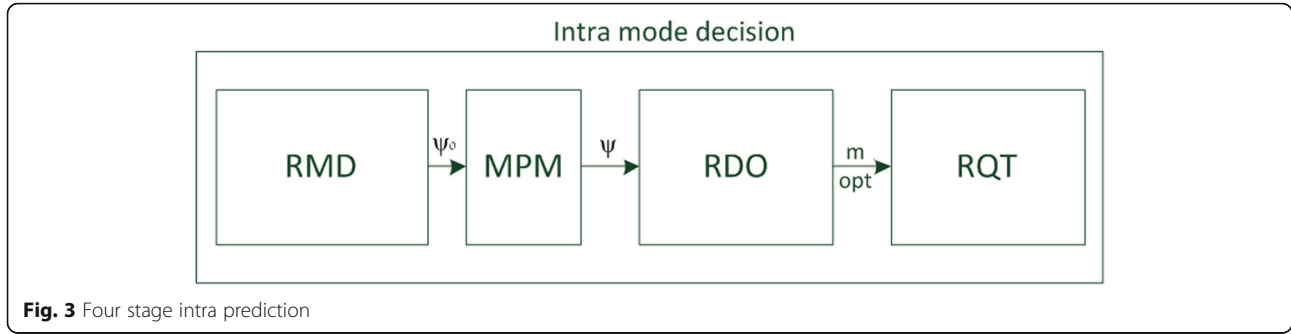 Intra mode decision
RMD
ψ₀
MPM
ψ
RDO
m
opt
RQT
Fig. 3 Four stage intra prediction